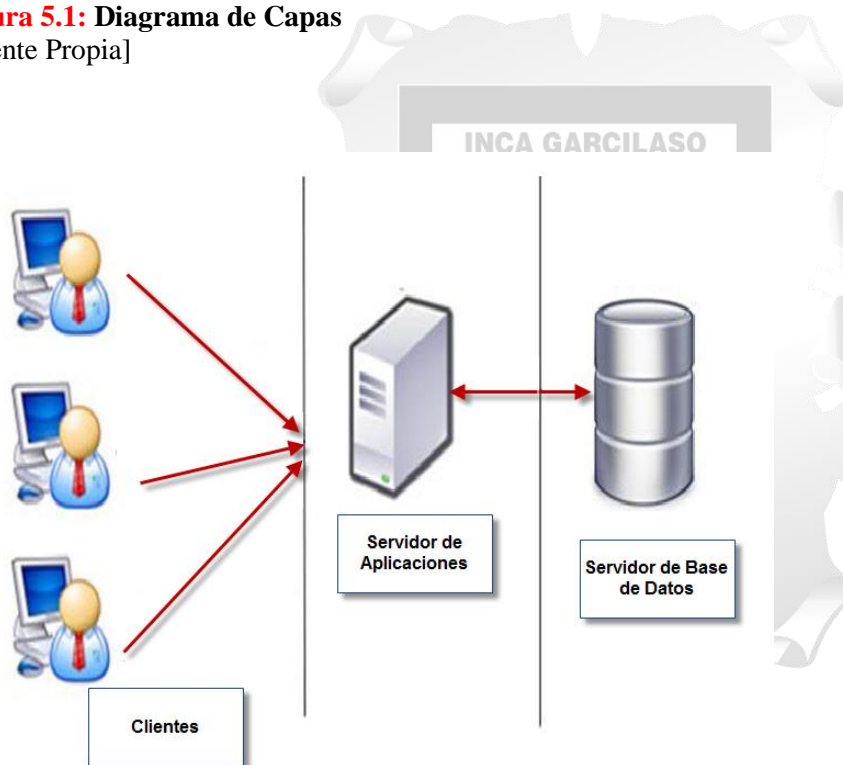 ura 5.1: Diagrama de Capas
ente Propia]
INCA GARCILASO
Servidor de
Aplicaciones
Servidor de Base
de Datos
Clientes